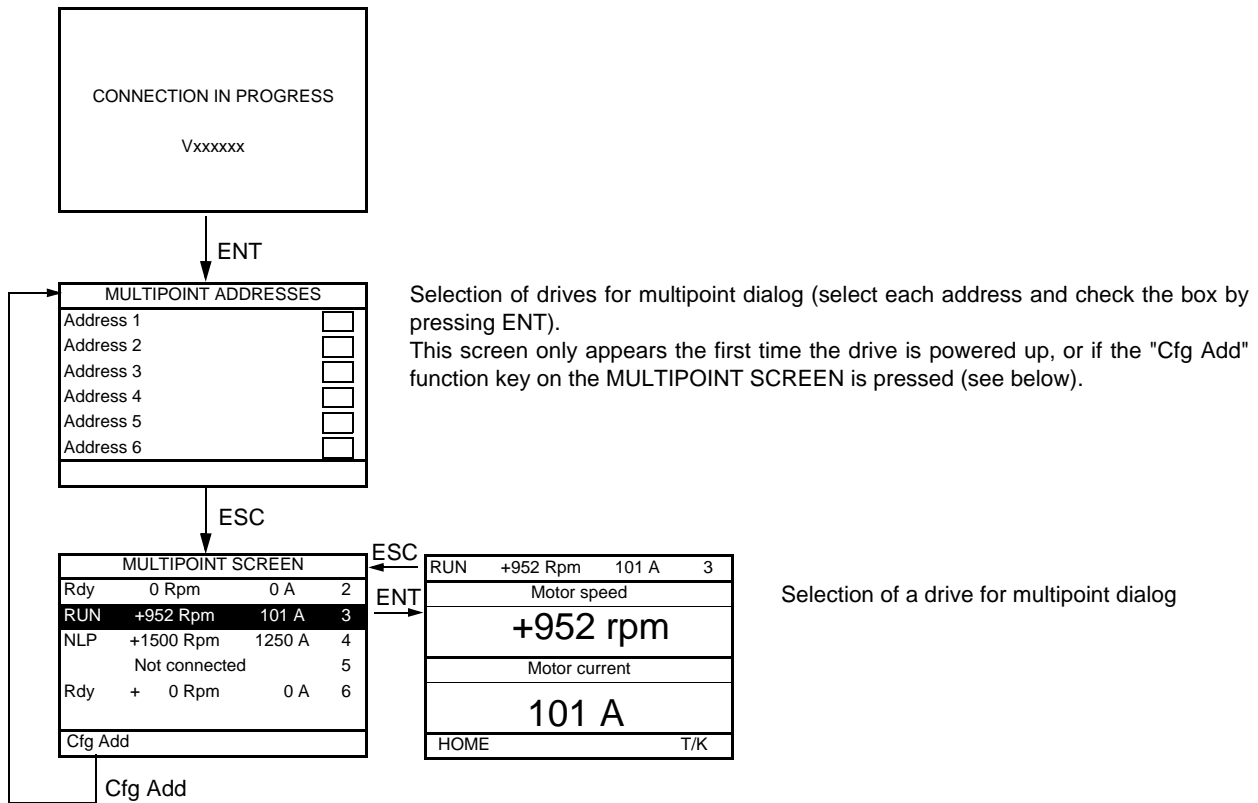 CONNECTION IN PROGRESS
Vxxxxxx
ENT
MULTIPOINT ADDRESSES
Address 1
Address 2
Address 3
Address 4
Address 5
Address 6
Selection of drives for multipoint dialog (select each address and check the box by
pressing ENT).
This screen only appears the first time the drive is powered up, or if the "Cfg Add"
function key on the MULTIPOINT SCREEN is pressed (see below).
ESC
MULTIPOINT SCREEN
Rdy 0 Rpm 0 A 2
RUN +952 Rpm 101 A 3
NLP +1500 Rpm 1250 A 4
Not connected 5
Rdy + 0 Rpm 0 A 6
Cfg Add
ESC
ENT
RUN +952 Rpm 101 A 3
Motor speed
+952 rpm
Motor current
101 A
HOME T/K
Selection of a drive for multipoint dialog
Cfg Add